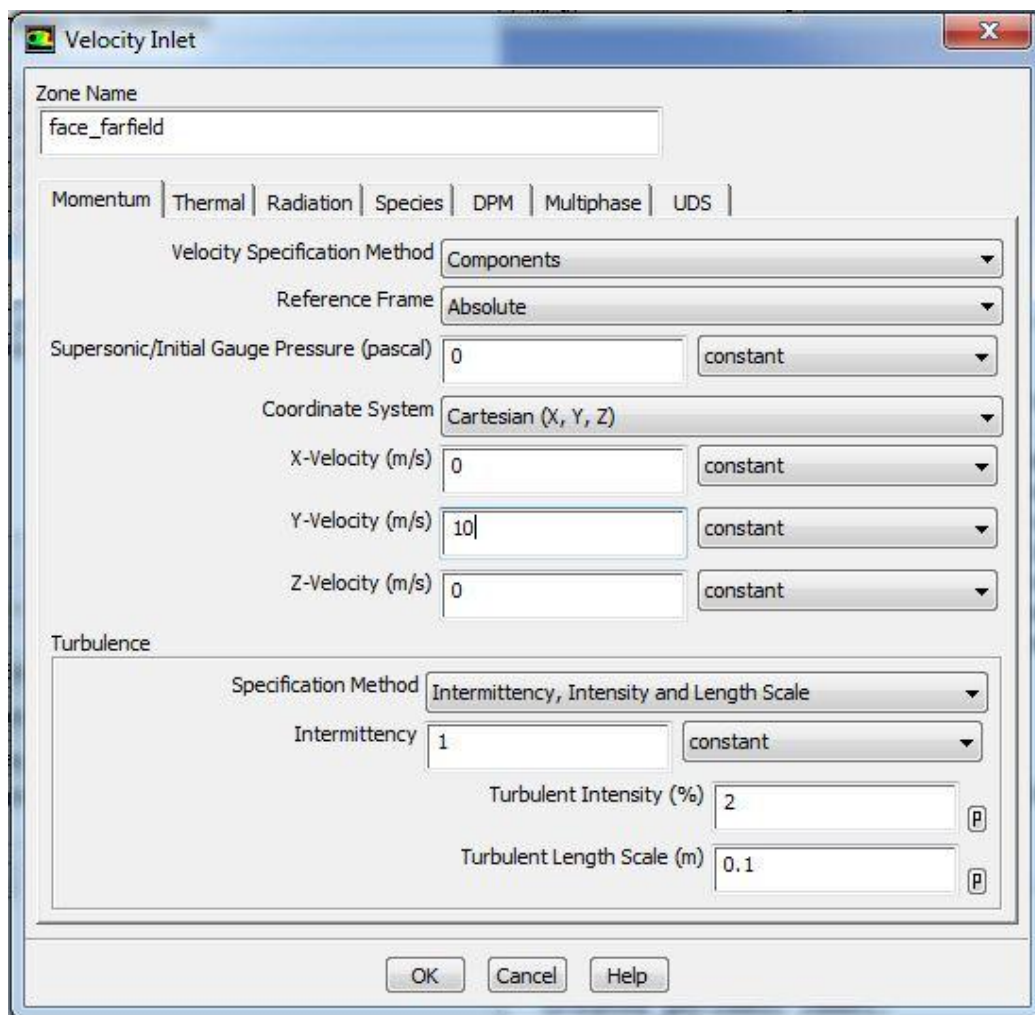 Velocity Inlet
Zone Name
face_farfield
Momentum Thermal Radiation Species DPM Multiphase UDS
Velocity Specification Method Components
Reference Frame Absolute
Supersonic/Initial Gauge Pressure (pascal) 0 constant
Coordinate System Cartesian (X, Y, Z)
X-Velocity (m/s) 0 constant
Y-Velocity (m/s) 10 constant
Z-Velocity (m/s) 0 constant
Turbulence
Specification Method Intermittency, Intensity and Length Scale
Intermittency 1 constant
Turbulent Intensity (%) 2 P
Turbulent Length Scale (m) 0.1 P
OK Cancel Help